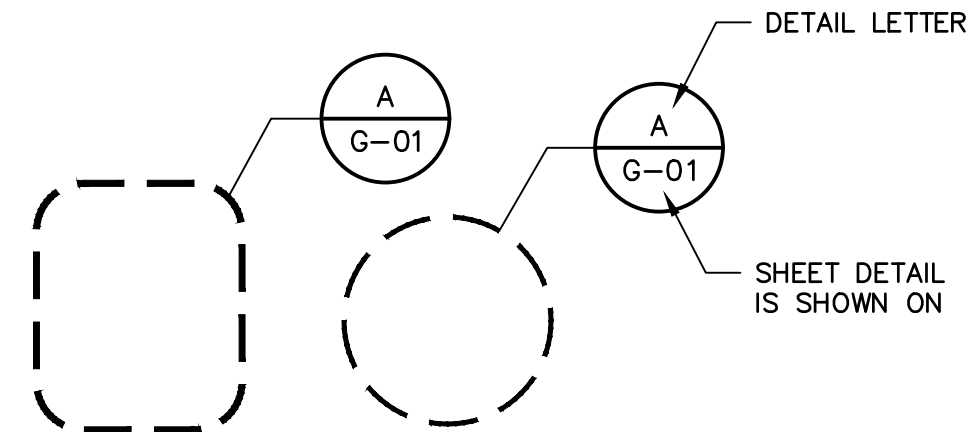 DETAIL LETTER
A
G-01
A
G-01
SHEET DETAIL
IS SHOWN ON